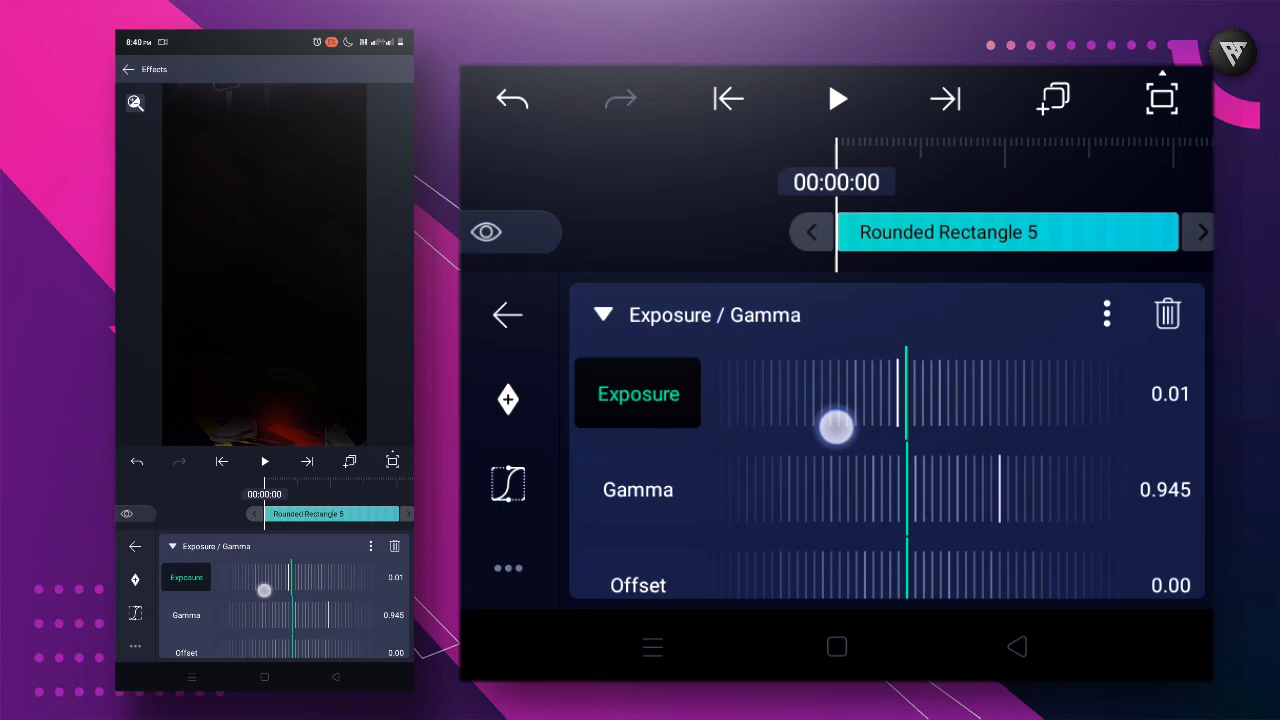 8:40 PM
Effects
00:00:00
Rounded Rectangle 5
Exposure / Gamma
Exposure
0.01
Gamma
0.945
Offset
0.00
00:00:00
Rounded Rectangle 5
Exposure / Gamma
Exposure
0.01
Gamma
0.945
Offset
0.00